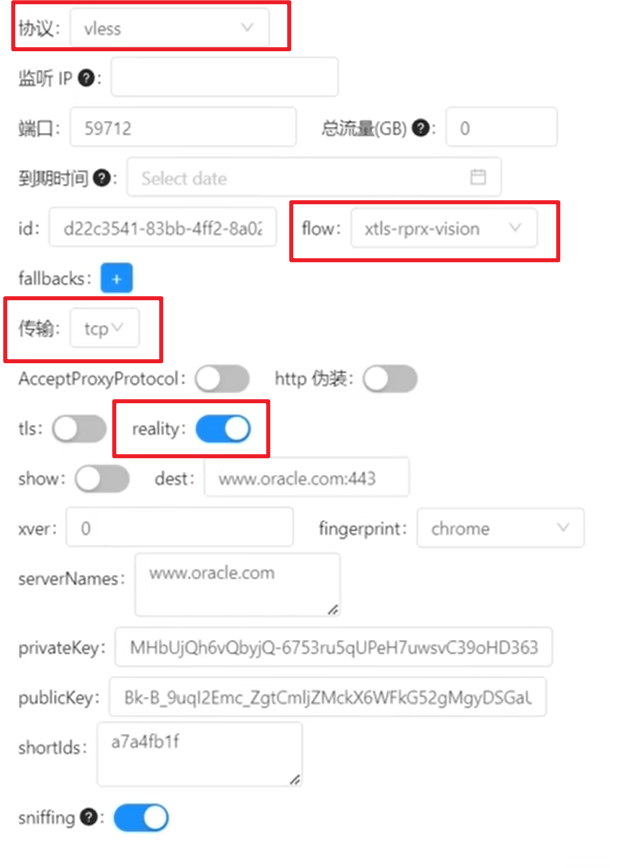 协议: vless
监听 IP ?:
端口: 59712 总流量(GB) ?: 0
到期时间 ?: Select date
id: d22c3541-83bb-4ff2-8a02
flow: xtls-rprx-vision
fallbacks: +
传输: tcp
AcceptProxyProtocol: http 伪装:
tls: reality:
show: dest: www.oracle.com:443
xver: 0 fingerprint: chrome
serverNames: www.oracle.com
privateKey: MHbUjQh6vQbyjQ-6753ru5qUPeH7uwsvC39oHD363
publicKey: Bk-B_9uqI2Emc_ZgtCmljZMckX6WFkG52gMgyDSGaU
shortIds: a7a4fb1f
sniffing ?: